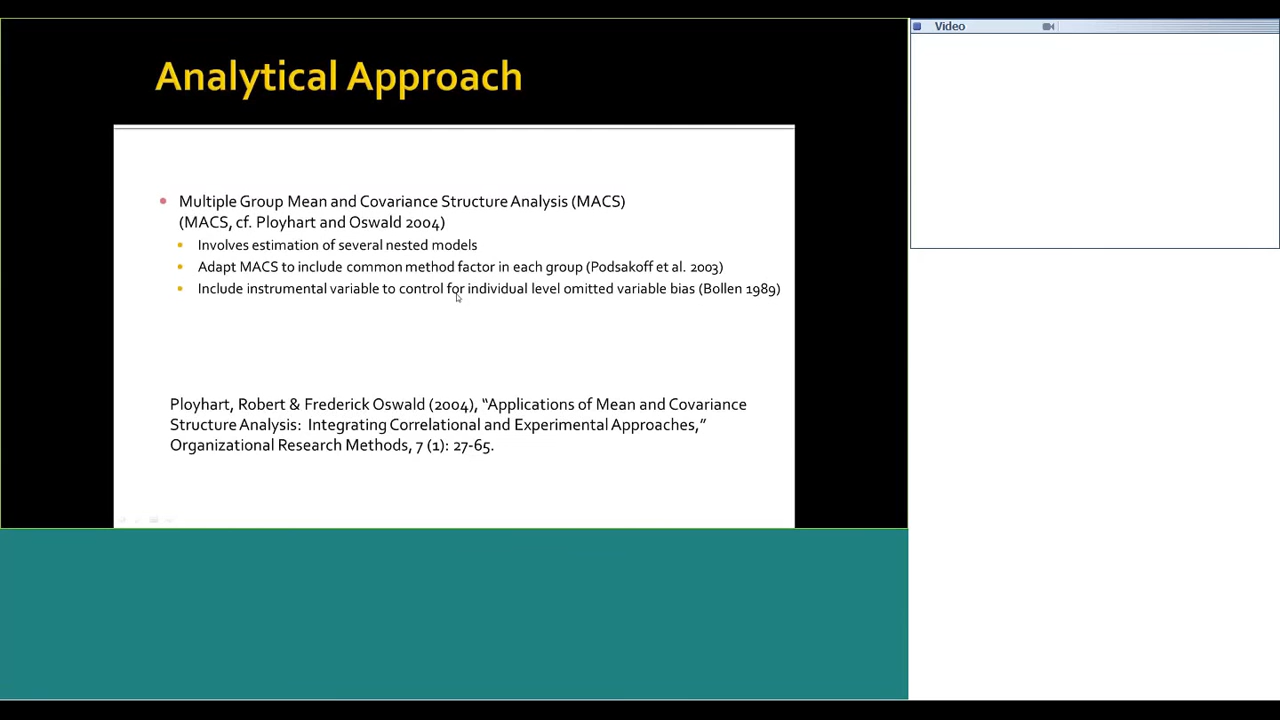 Analytical Approach
Multiple Group Mean and Covariance Structure Analysis (MACS)
(MACS, cf. Ployhart and Oswald 2004)
Involves estimation of several nested models
Adapt MACS to include common method factor in each group (Podsakoff et al. 2003)
Include instrumental variable to control for individual level omitted variable bias (Bollen 1989)
Ployhart, Robert & Frederick Oswald (2004), “Applications of Mean and Covariance
Structure Analysis:  Integrating Correlational and Experimental Approaches,”
Organizational Research Methods, 7 (1): 27-65.
Video